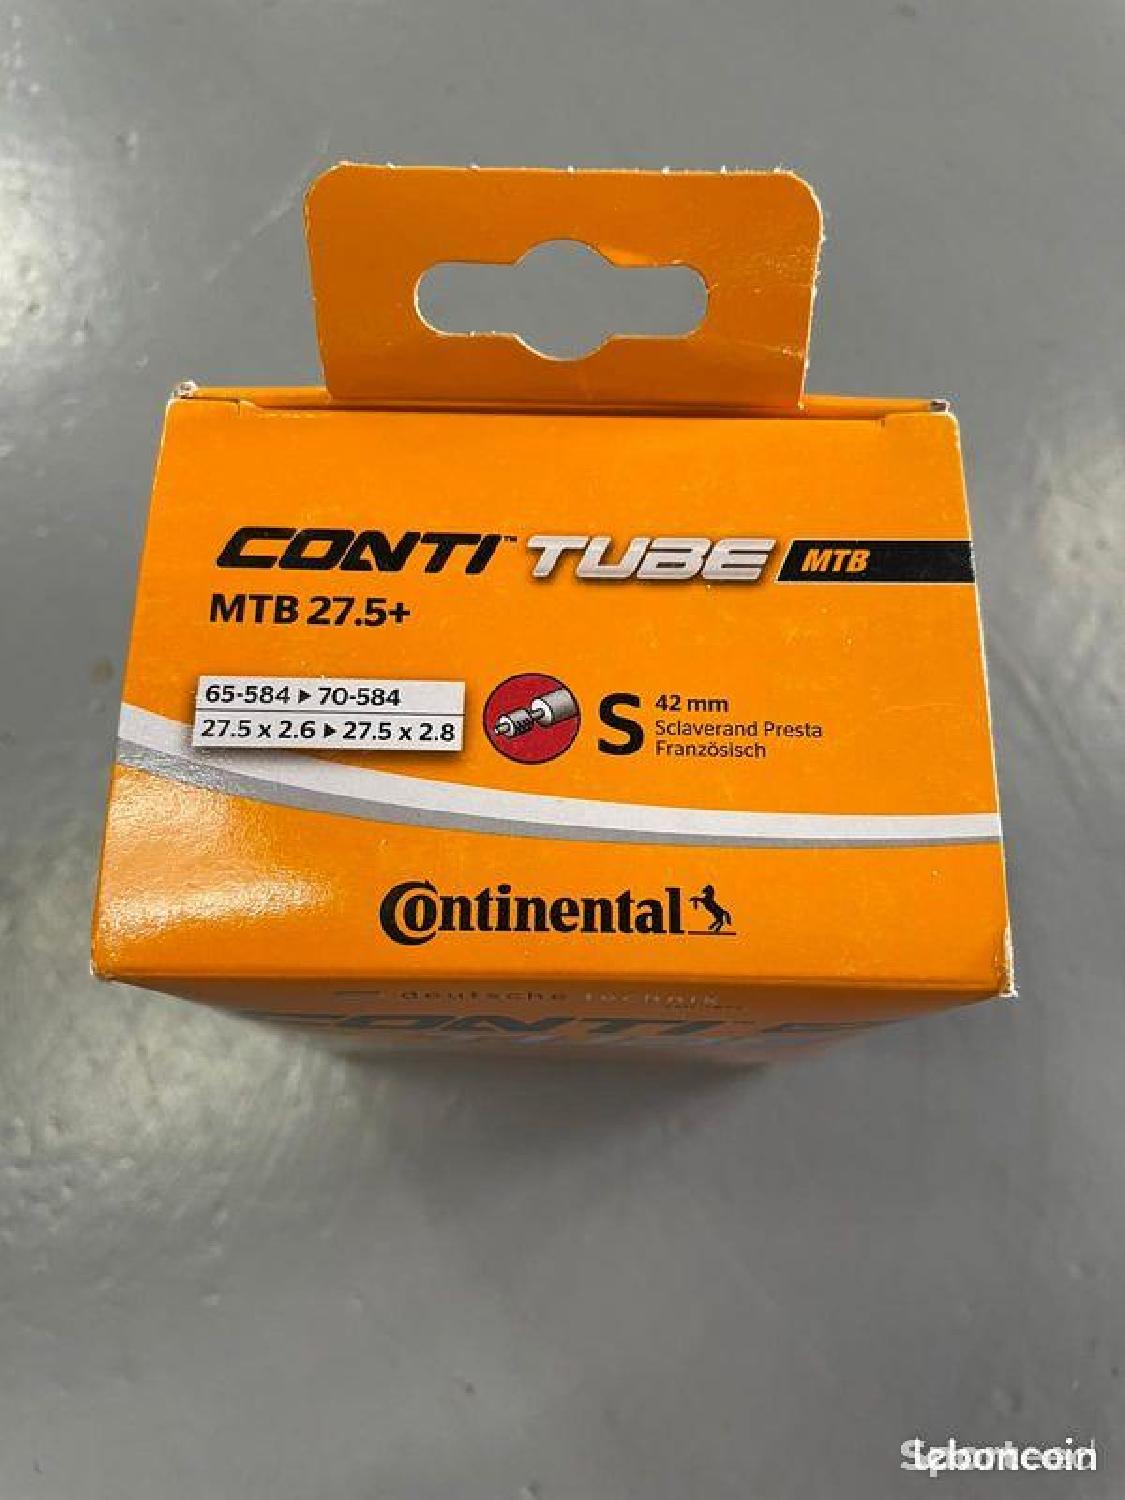 CONTI™ TUBE MTB
MTB 27.5+
65-584 ▸ 70-584
27.5 x 2.6 ▸ 27.5 x 2.8
S
42 mm
Sclaverand Presta
Französisch
Continental
deutsche technik
leboncoin